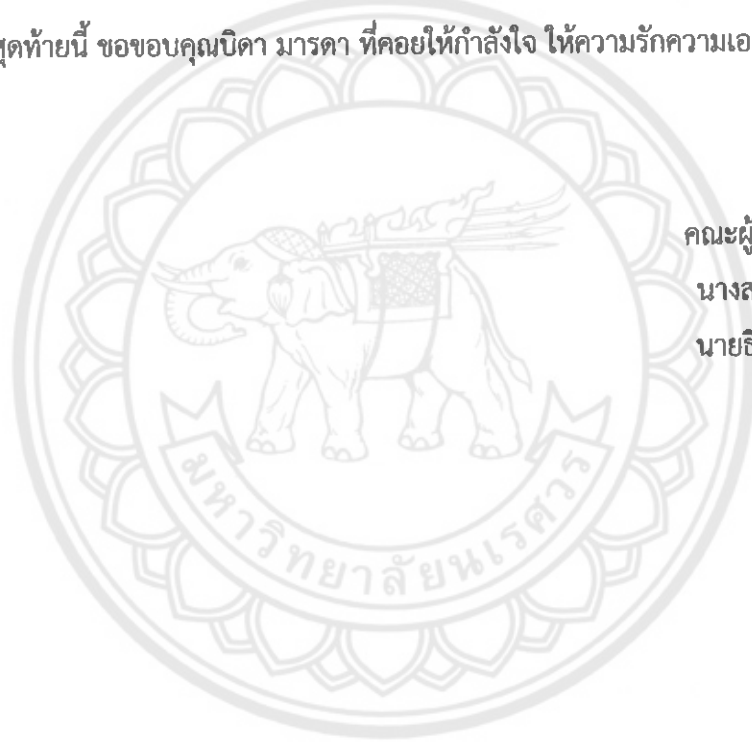 สุดท้ายนี้ ขอขอบคุณบิดา มารดา ที่คอยให้กำลังใจ ให้ความรักความเอ
คณะผู้
นางส
นายธี
มหาวิทยาลัยนเรศวร